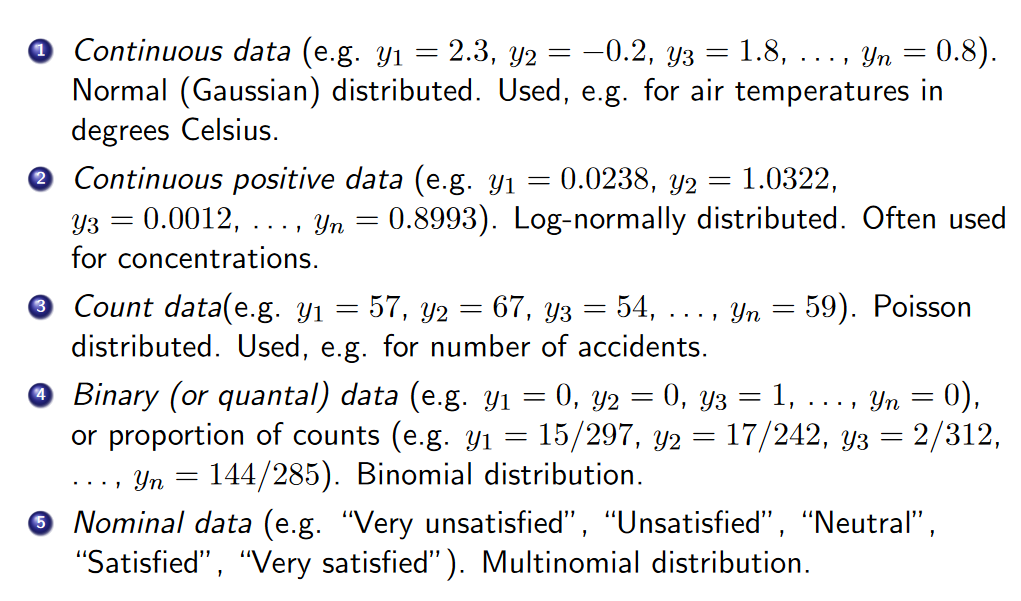 1 Continuous data (e.g. y₁ = 2.3, y₂ = −0.2, y₃ = 1.8, ..., yₙ = 0.8).
Normal (Gaussian) distributed. Used, e.g. for air temperatures in
degrees Celsius.
2 Continuous positive data (e.g. y₁ = 0.0238, y₂ = 1.0322,
y₃ = 0.0012, ..., yₙ = 0.8993). Log-normally distributed. Often used
for concentrations.
3 Count data(e.g. y₁ = 57, y₂ = 67, y₃ = 54, ..., yₙ = 59). Poisson
distributed. Used, e.g. for number of accidents.
4 Binary (or quantal) data (e.g. y₁ = 0, y₂ = 0, y₃ = 1, ..., yₙ = 0),
or proportion of counts (e.g. y₁ = 15/297, y₂ = 17/242, y₃ = 2/312,
..., yₙ = 144/285). Binomial distribution.
5 Nominal data (e.g. “Very unsatisfied”, “Unsatisfied”, “Neutral”,
“Satisfied”, “Very satisfied”). Multinomial distribution.